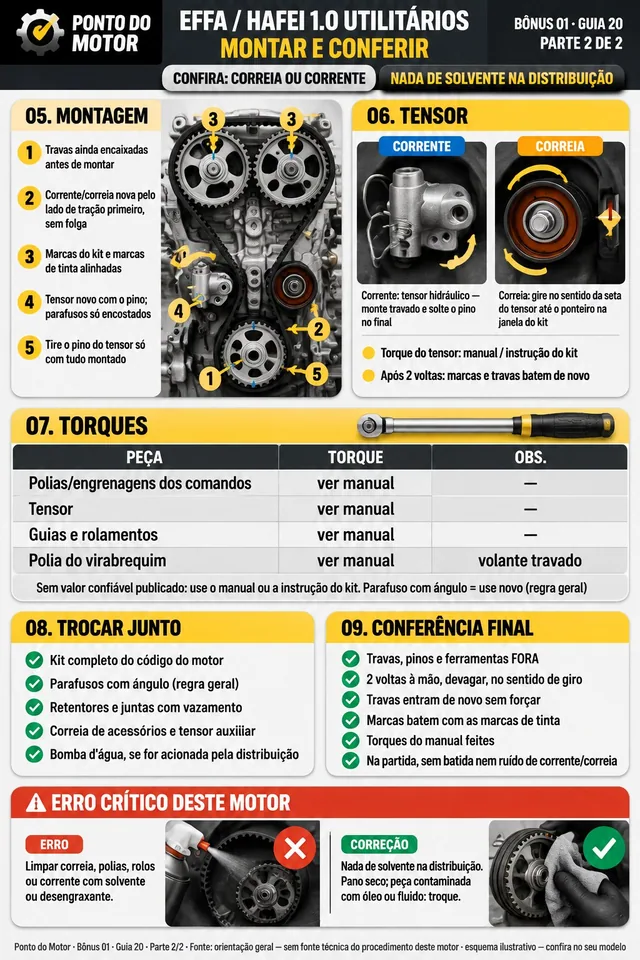 PONTO DO
MOTOR
EFFA / HAFEI 1.0 UTILITÁRIOS
MONTAR E CONFERIR
BÔNUS 01 · GUIA 20
PARTE 2 DE 2
CONFIRA: CORREIA OU CORRENTE
NADA DE SOLVENTE NA DISTRIBUIÇÃO
05. MONTAGEM
1 Travas ainda encaixadas
antes de montar
2 Corrente/correia nova pelo
lado de tração primeiro,
sem folga
3 Marcas do kit e marcas
de tinta alinhadas
4 Tensor novo com o pino;
parafusos só encostados
5 Tire o pino do tensor só
com tudo montado
3
3
4
2
1
5
06. TENSOR
CORRENTE
CORREIA
Corrente: tensor hidráulico —
monte travado e solte o pino
no final
Correia: gire no sentido da seta
do tensor até o ponteiro na
janela do kit
Torque do tensor: manual / instrução do kit
Após 2 voltas: marcas e travas batem de novo
07. TORQUES
PEÇA TORQUE OBS.
Polias/engrenagens dos comandos ver manual —
Tensor ver manual —
Guias e rolamentos ver manual —
Polia do virabrequim ver manual volante travado
Sem valor confiável publicado: use o manual ou a instrução do kit. Parafuso com ângulo = use novo (regra geral)
08. TROCAR JUNTO
Kit completo do código do motor
Parafusos com ângulo (regra geral)
Retentores e juntas com vazamento
Correia de acessórios e tensor auxiliar
Bomba d'água, se for acionada pela distribuição
09. CONFERÊNCIA FINAL
Travas, pinos e ferramentas FORA
2 voltas à mão, devagar, no sentido de giro
Travas entram de novo sem forçar
Marcas batem com as marcas de tinta
Torques do manual feitos
Na partida, sem batida nem ruído de corrente/correia
ERRO CRÍTICO DESTE MOTOR
ERRO
Limpar correia, polias, rolos
ou corrente com solvente
ou desengraxante.
CORREÇÃO
Nada de solvente na distribuição.
Pano seco; peça contaminada
com óleo ou fluido: troque.
Ponto do Motor · Bônus 01 · Guia 20 · Parte 2/2 · Fonte: orientação geral — sem fonte técnica do procedimento deste motor · esquema ilustrativo — confira no seu modelo